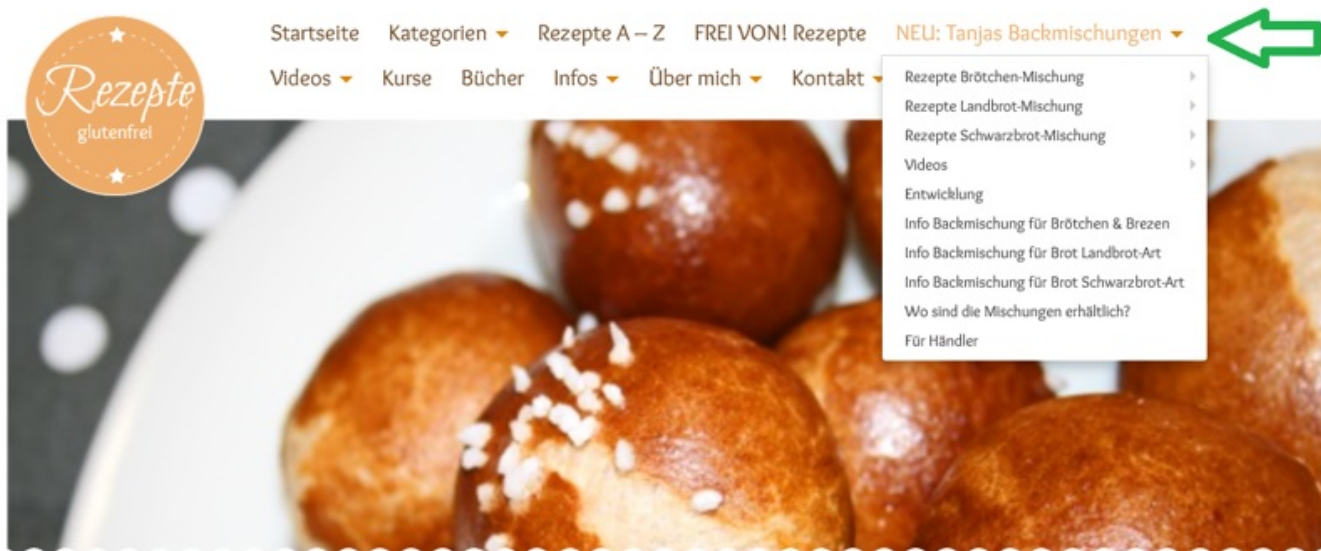 Rezepte
glutenfrei
Startseite Kategorien Rezepte A – Z FREI VON! Rezepte NEU: Tanjas Backmischungen
Videos Kurse Bücher Infos Über mich Kontakt
Rezepte Brötchen-Mischung
Rezepte Landbrot-Mischung
Rezepte Schwarzbrot-Mischung
Videos
Entwicklung
Info Backmischung für Brötchen & Brezen
Info Backmischung für Brot Landbrot-Art
Info Backmischung für Brot Schwarzbrot-Art
Wo sind die Mischungen erhältlich?
Für Händler